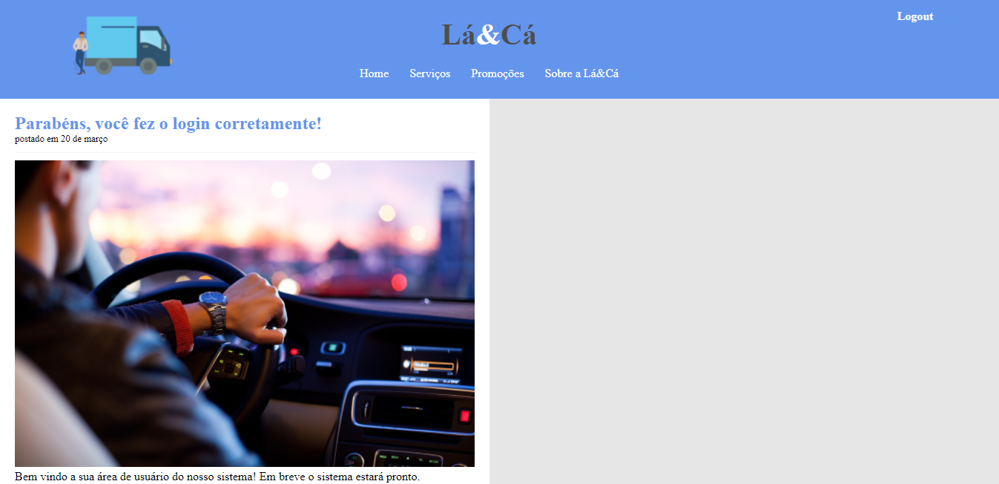 Logout
Lá&Cá
Home Serviços Promoções Sobre a Lá&Cá
Parabéns, você fez o login corretamente!
postado em 20 de março
Bem vindo a sua área de usuário do nosso sistema! Em breve o sistema estará pronto.